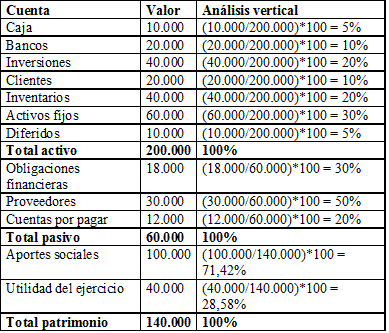 Cuenta Valor Análisis vertical
Caja 10.000 (10.000/200.000)*100 = 5%
Bancos 20.000 (20.000/200.000)*100 = 10%
Inversiones 40.000 (40.000/200.000)*100 = 20%
Clientes 20.000 (20.000/200.000)*100 = 10%
Inventarios 40.000 (40.000/200.000)*100 = 20%
Activos fijos 60.000 (60.000/200.000)*100 = 30%
Diferidos 10.000 (10.000/200.000)*100 = 5%
Total activo 200.000 100%
Obligaciones 18.000 (18.000/60.000)*100 = 30%
financieras
Proveedores 30.000 (30.000/60.000)*100 = 50%
Cuentas por pagar 12.000 (12.000/60.000)*100 = 20%
Total pasivo 60.000 100%
Aportes sociales 100.000 (100.000/140.000)*100 =
71,42%
Utilidad del ejercicio 40.000 (40.000/140.000)*100 =
28,58%
Total patrimonio 140.000 100%